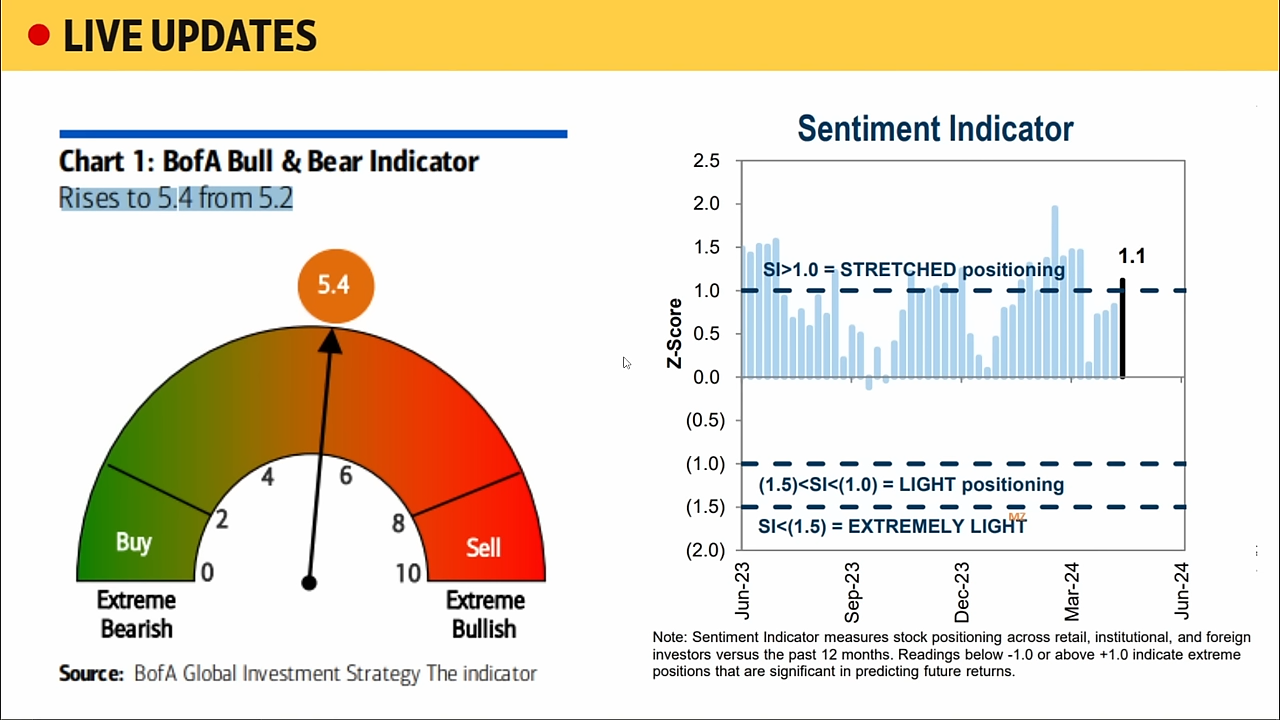 LIVE UPDATES
Chart 1: BofA Bull & Bear Indicator
Rises to 5.4 from 5.2
5.4
4
6
2
8
Buy
Sell
0
10
Extreme
Bearish
Extreme
Bullish
Source: BofA Global Investment Strategy The indicator
Sentiment Indicator
Z-Score
2.5
2.0
1.5
1.0
0.5
0.0
(0.5)
(1.0)
(1.5)
(2.0)
1.1
SI>1.0 = STRETCHED positioning
(1.5)<SI<(1.0) = LIGHT positioning
MZ
SI<(1.5) = EXTREMELY LIGHT
Jun-23
Sep-23
Dec-23
Mar-24
Jun-24
Note: Sentiment Indicator measures stock positioning across retail, institutional, and foreign
investors versus the past 12 months. Readings below -1.0 or above +1.0 indicate extreme
positions that are significant in predicting future returns.